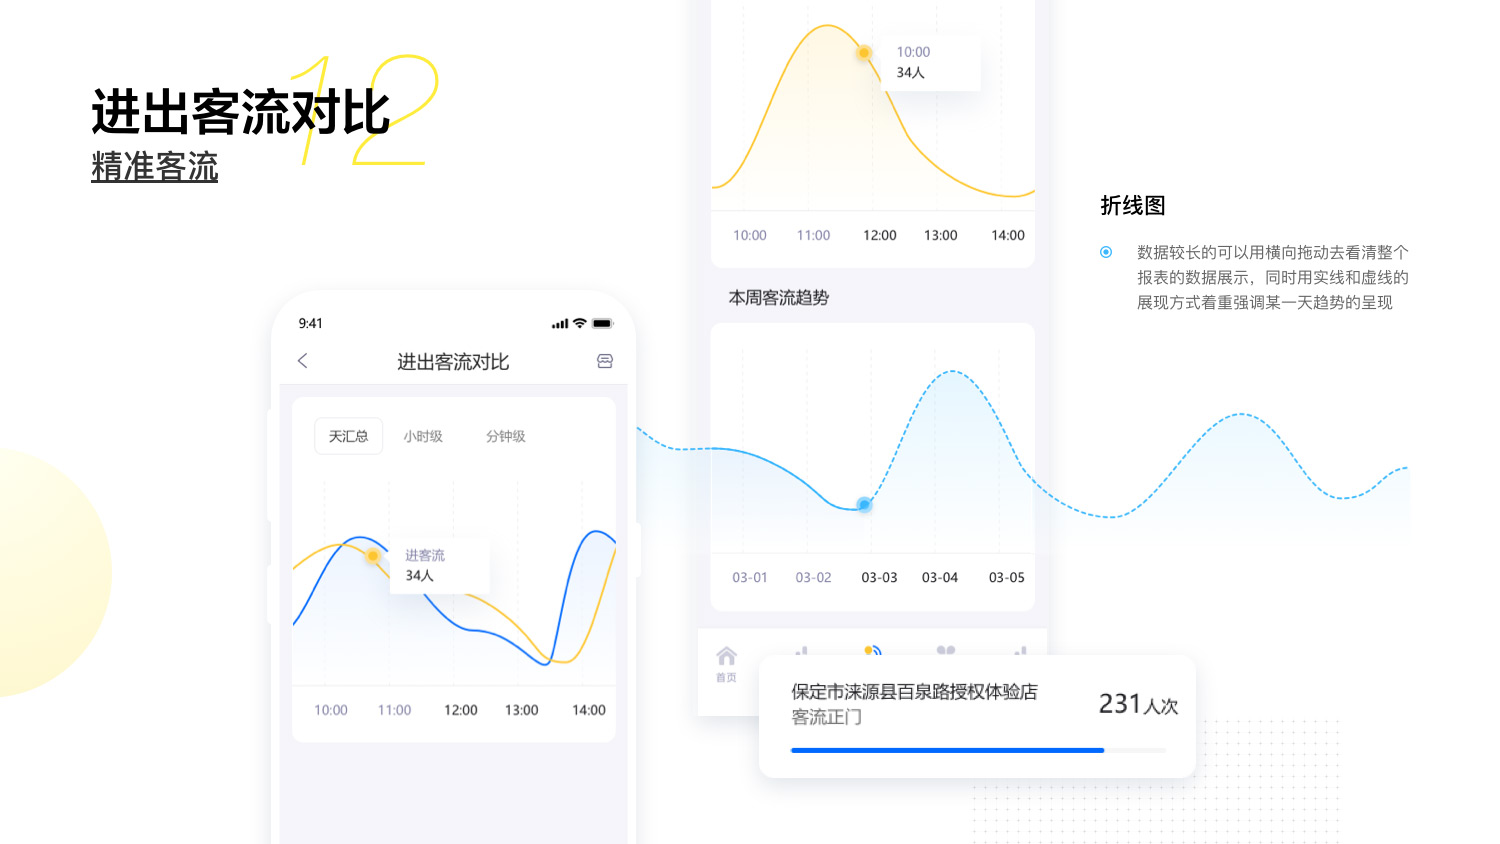 12
进出客流对比
精准客流
10:00
34人
10:00 11:00 12:00 13:00 14:00
本周客流趋势
03-01 03-02 03-03 03-04 03-05
首页
折线图
数据较长的可以用横向拖动去看清整个
报表的数据展示，同时用实线和虚线的
展现方式着重强调某一天趋势的呈现
9:41
进出客流对比
天汇总 小时级 分钟级
进客流
34人
10:00 11:00 12:00 13:00 14:00
保定市涞源县百泉路授权体验店
客流正门
231人次